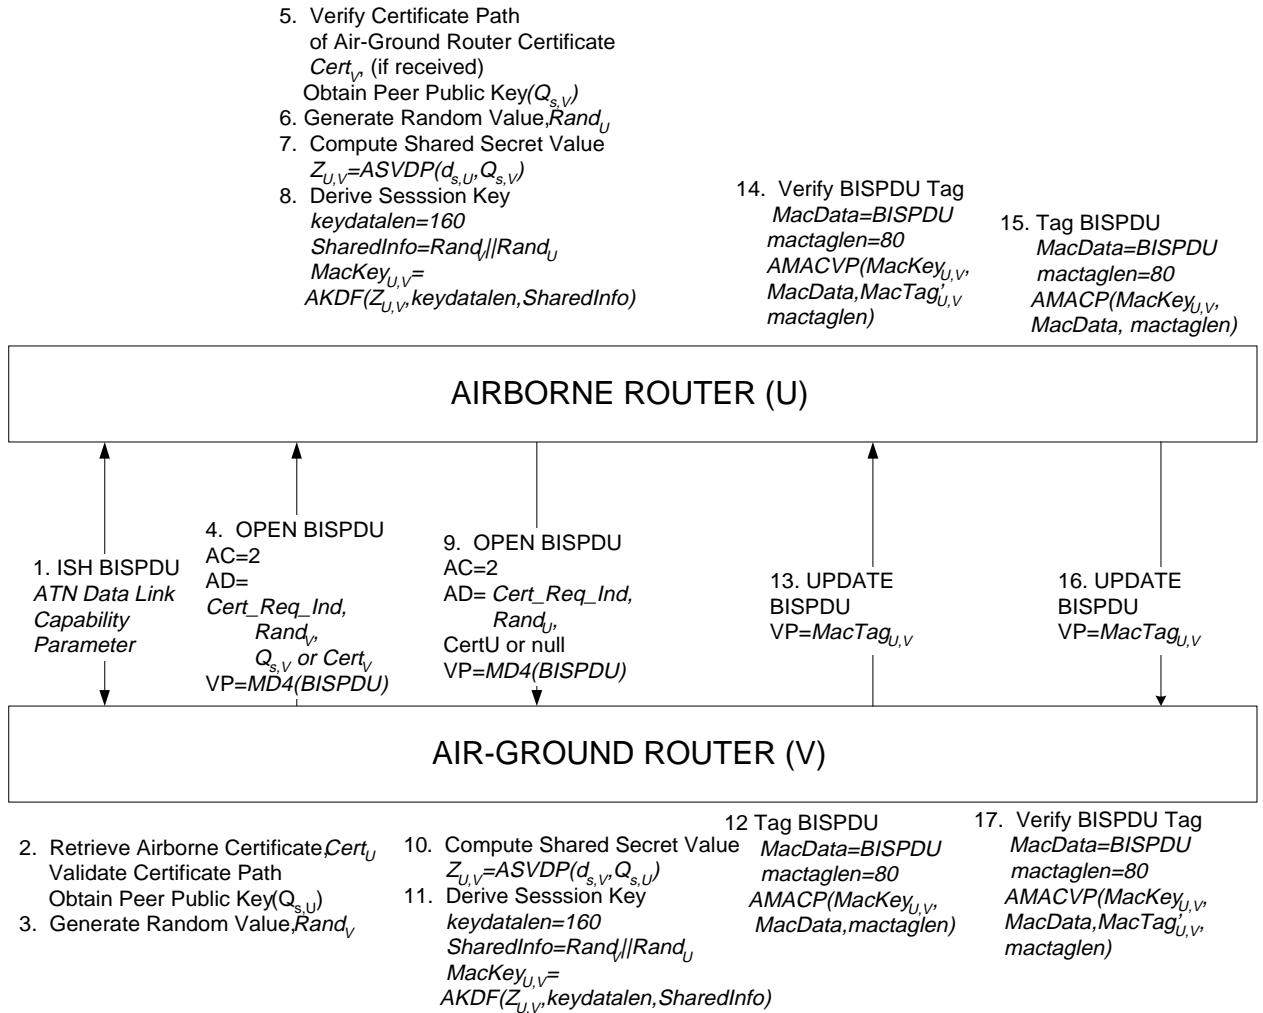 5. Verify Certificate Path
of Air-Ground Router Certificate
Cert_V, (if received)
Obtain Peer Public Key(Q_s,V)
6. Generate Random Value,Rand_U
7. Compute Shared Secret Value
Z_U,V=ASVDP(d_s,U,Q_s,V)
8. Derive Sesssion Key
keydatalen=160
SharedInfo=Rand_V||Rand_U
MacKey_U,V=
AKDF(Z_U,V,keydatalen,SharedInfo)
14. Verify BISPDU Tag
MacData=BISPDU
mactaglen=80
AMACVP(MacKey_U,V,
MacData,MacTag'_U,V
mactaglen)
15. Tag BISPDU
MacData=BISPDU
mactaglen=80
AMACP(MacKey_U,V,
MacData, mactaglen)
AIRBORNE ROUTER (U)
1. ISH BISPDU
ATN Data Link
Capability
Parameter
4. OPEN BISPDU
AC=2
AD=
Cert_Req_Ind,
Rand_V,
Q_s,V or Cert_V
VP=MD4(BISPDU)
9. OPEN BISPDU
AC=2
AD= Cert_Req_Ind,
Rand_U,
CertU or null
VP=MD4(BISPDU)
13. UPDATE
BISPDU
VP=MacTag_U,V
16. UPDATE
BISPDU
VP=MacTag_U,V
AIR-GROUND ROUTER (V)
2. Retrieve Airborne Certificate,Cert_U
Validate Certificate Path
Obtain Peer Public Key(Q_s,U)
3. Generate Random Value,Rand_V
10. Compute Shared Secret Value
Z_U,V=ASVDP(d_s,V,Q_s,U)
11. Derive Sesssion Key
keydatalen=160
SharedInfo=Rand_V||Rand_U
MacKey_U,V=
AKDF(Z_U,V,keydatalen,SharedInfo)
12 Tag BISPDU
MacData=BISPDU
mactaglen=80
AMACP(MacKey_U,V,
MacData,mactaglen)
17. Verify BISPDU Tag
MacData=BISPDU
mactaglen=80
AMACVP(MacKey_U,V,
MacData,MacTag'_U,V,
mactaglen)